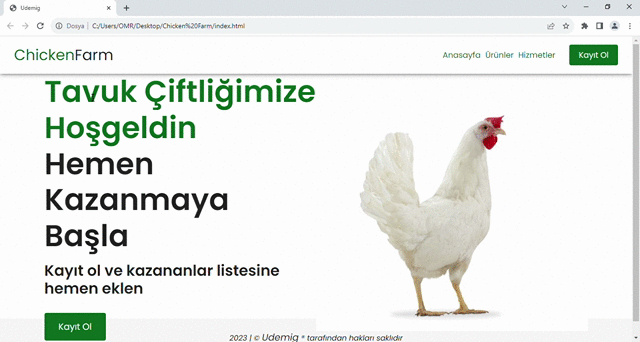 Udemig
Dosya | C:/Users/OMR/Desktop/Chicken%20Farm/index.html
ChickenFarm
Anasayfa Ürünler Hizmetler Kayıt Ol
Tavuk Çiftliğimize
Hoşgeldin
Hemen
Kazanmaya
Başla
Kayıt ol ve kazananlar listesine
hemen eklen
Kayıt Ol
2023 | © Udemig * tarafından hakları saklıdır